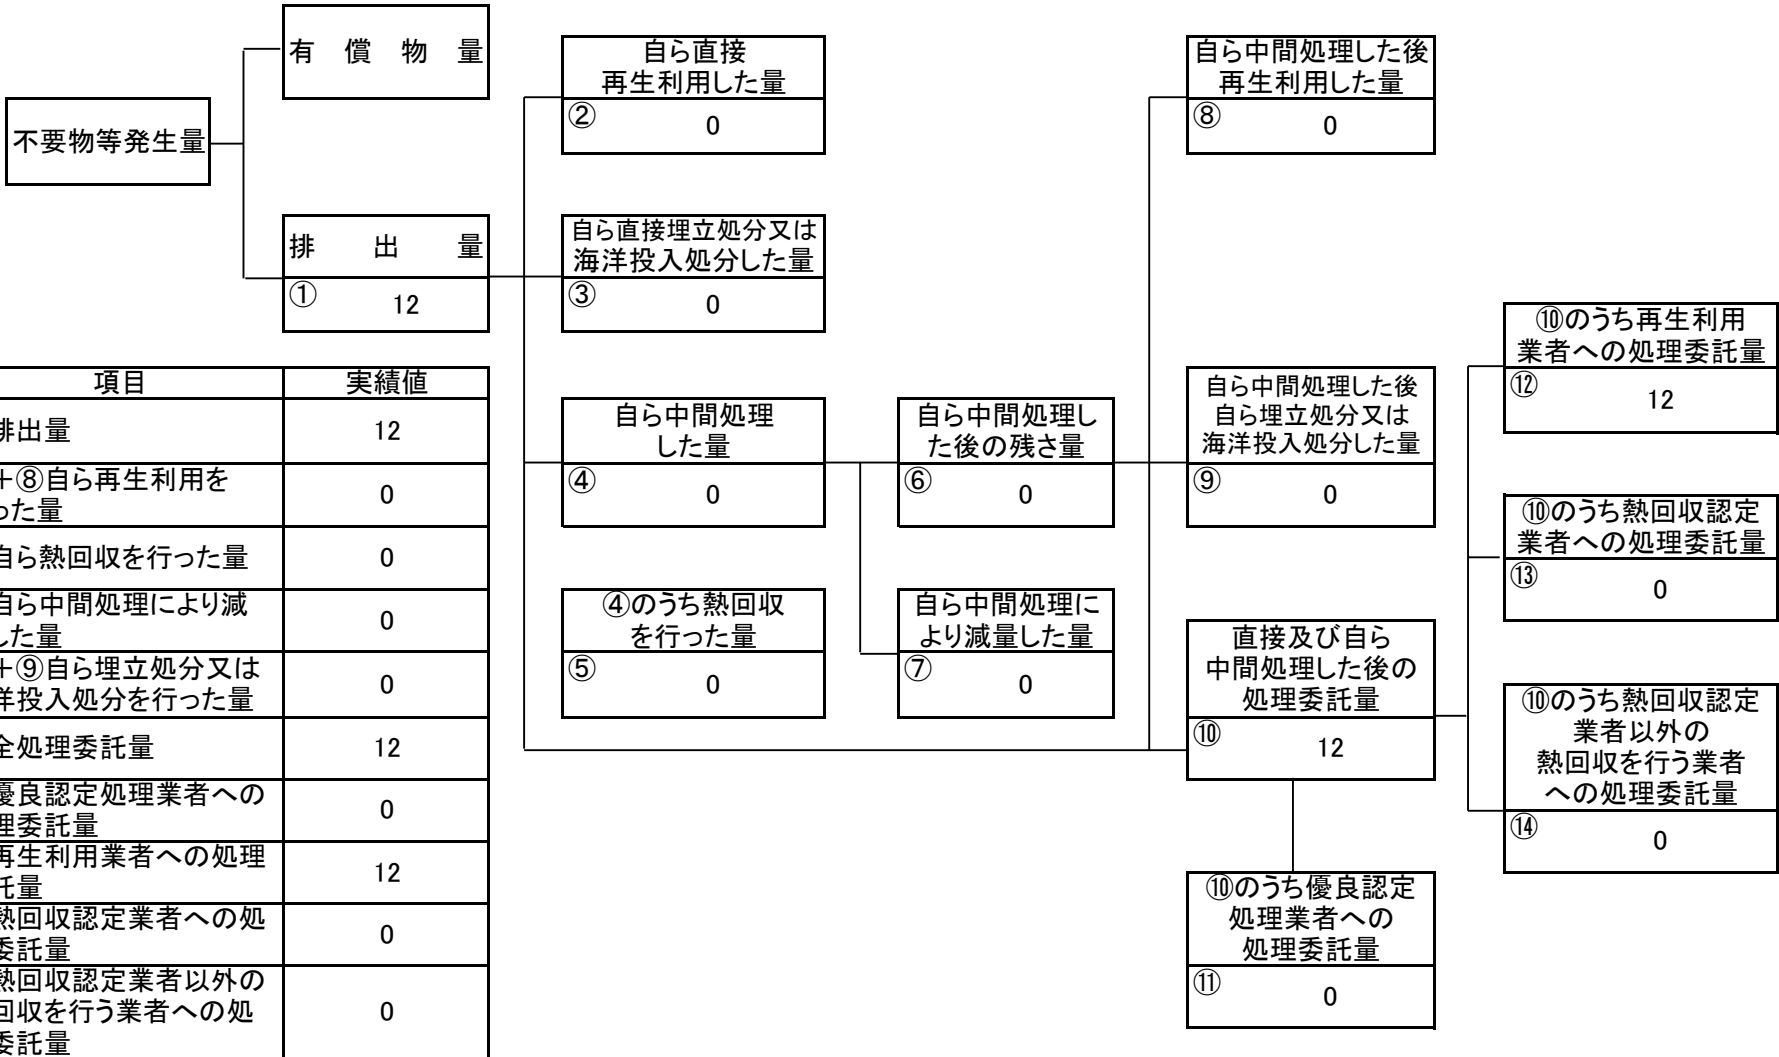 有償物量
不要物等発生量
排出量
① 12
自ら直接
再生利用した量
② 0
自ら直接埋立処分又は
海洋投入処分した量
③ 0
自ら中間処理
した量
④ 0
④のうち熱回収
を行った量
⑤ 0
自ら中間処理し
た後の残さ量
⑥ 0
自ら中間処理に
より減量した量
⑦ 0
自ら中間処理した後
再生利用した量
⑧ 0
自ら中間処理した後
自ら埋立処分又は
海洋投入処分した量
⑨ 0
直接及び自ら
中間処理した後の
処理委託量
⑩ 12
⑩のうち優良認定
処理業者への
処理委託量
⑪ 0
⑩のうち再生利用
業者への処理委託量
⑫ 12
⑩のうち熱回収認定
業者への処理委託量
⑬ 0
⑩のうち熱回収認定
業者以外の
熱回収を行う業者
への処理委託量
⑭ 0
項目 実績値
排出量 12
+⑧自ら再生利用を
った量 0
自ら熱回収を行った量 0
自ら中間処理により減
した量 0
+⑨自ら埋立処分又は
洋投入処分を行った量 0
全処理委託量 12
優良認定処理業者への
理委託量 0
再生利用業者への処理
託量 12
熱回収認定業者への処
委託量 0
熱回収認定業者以外の
回収を行う業者への処
委託量 0